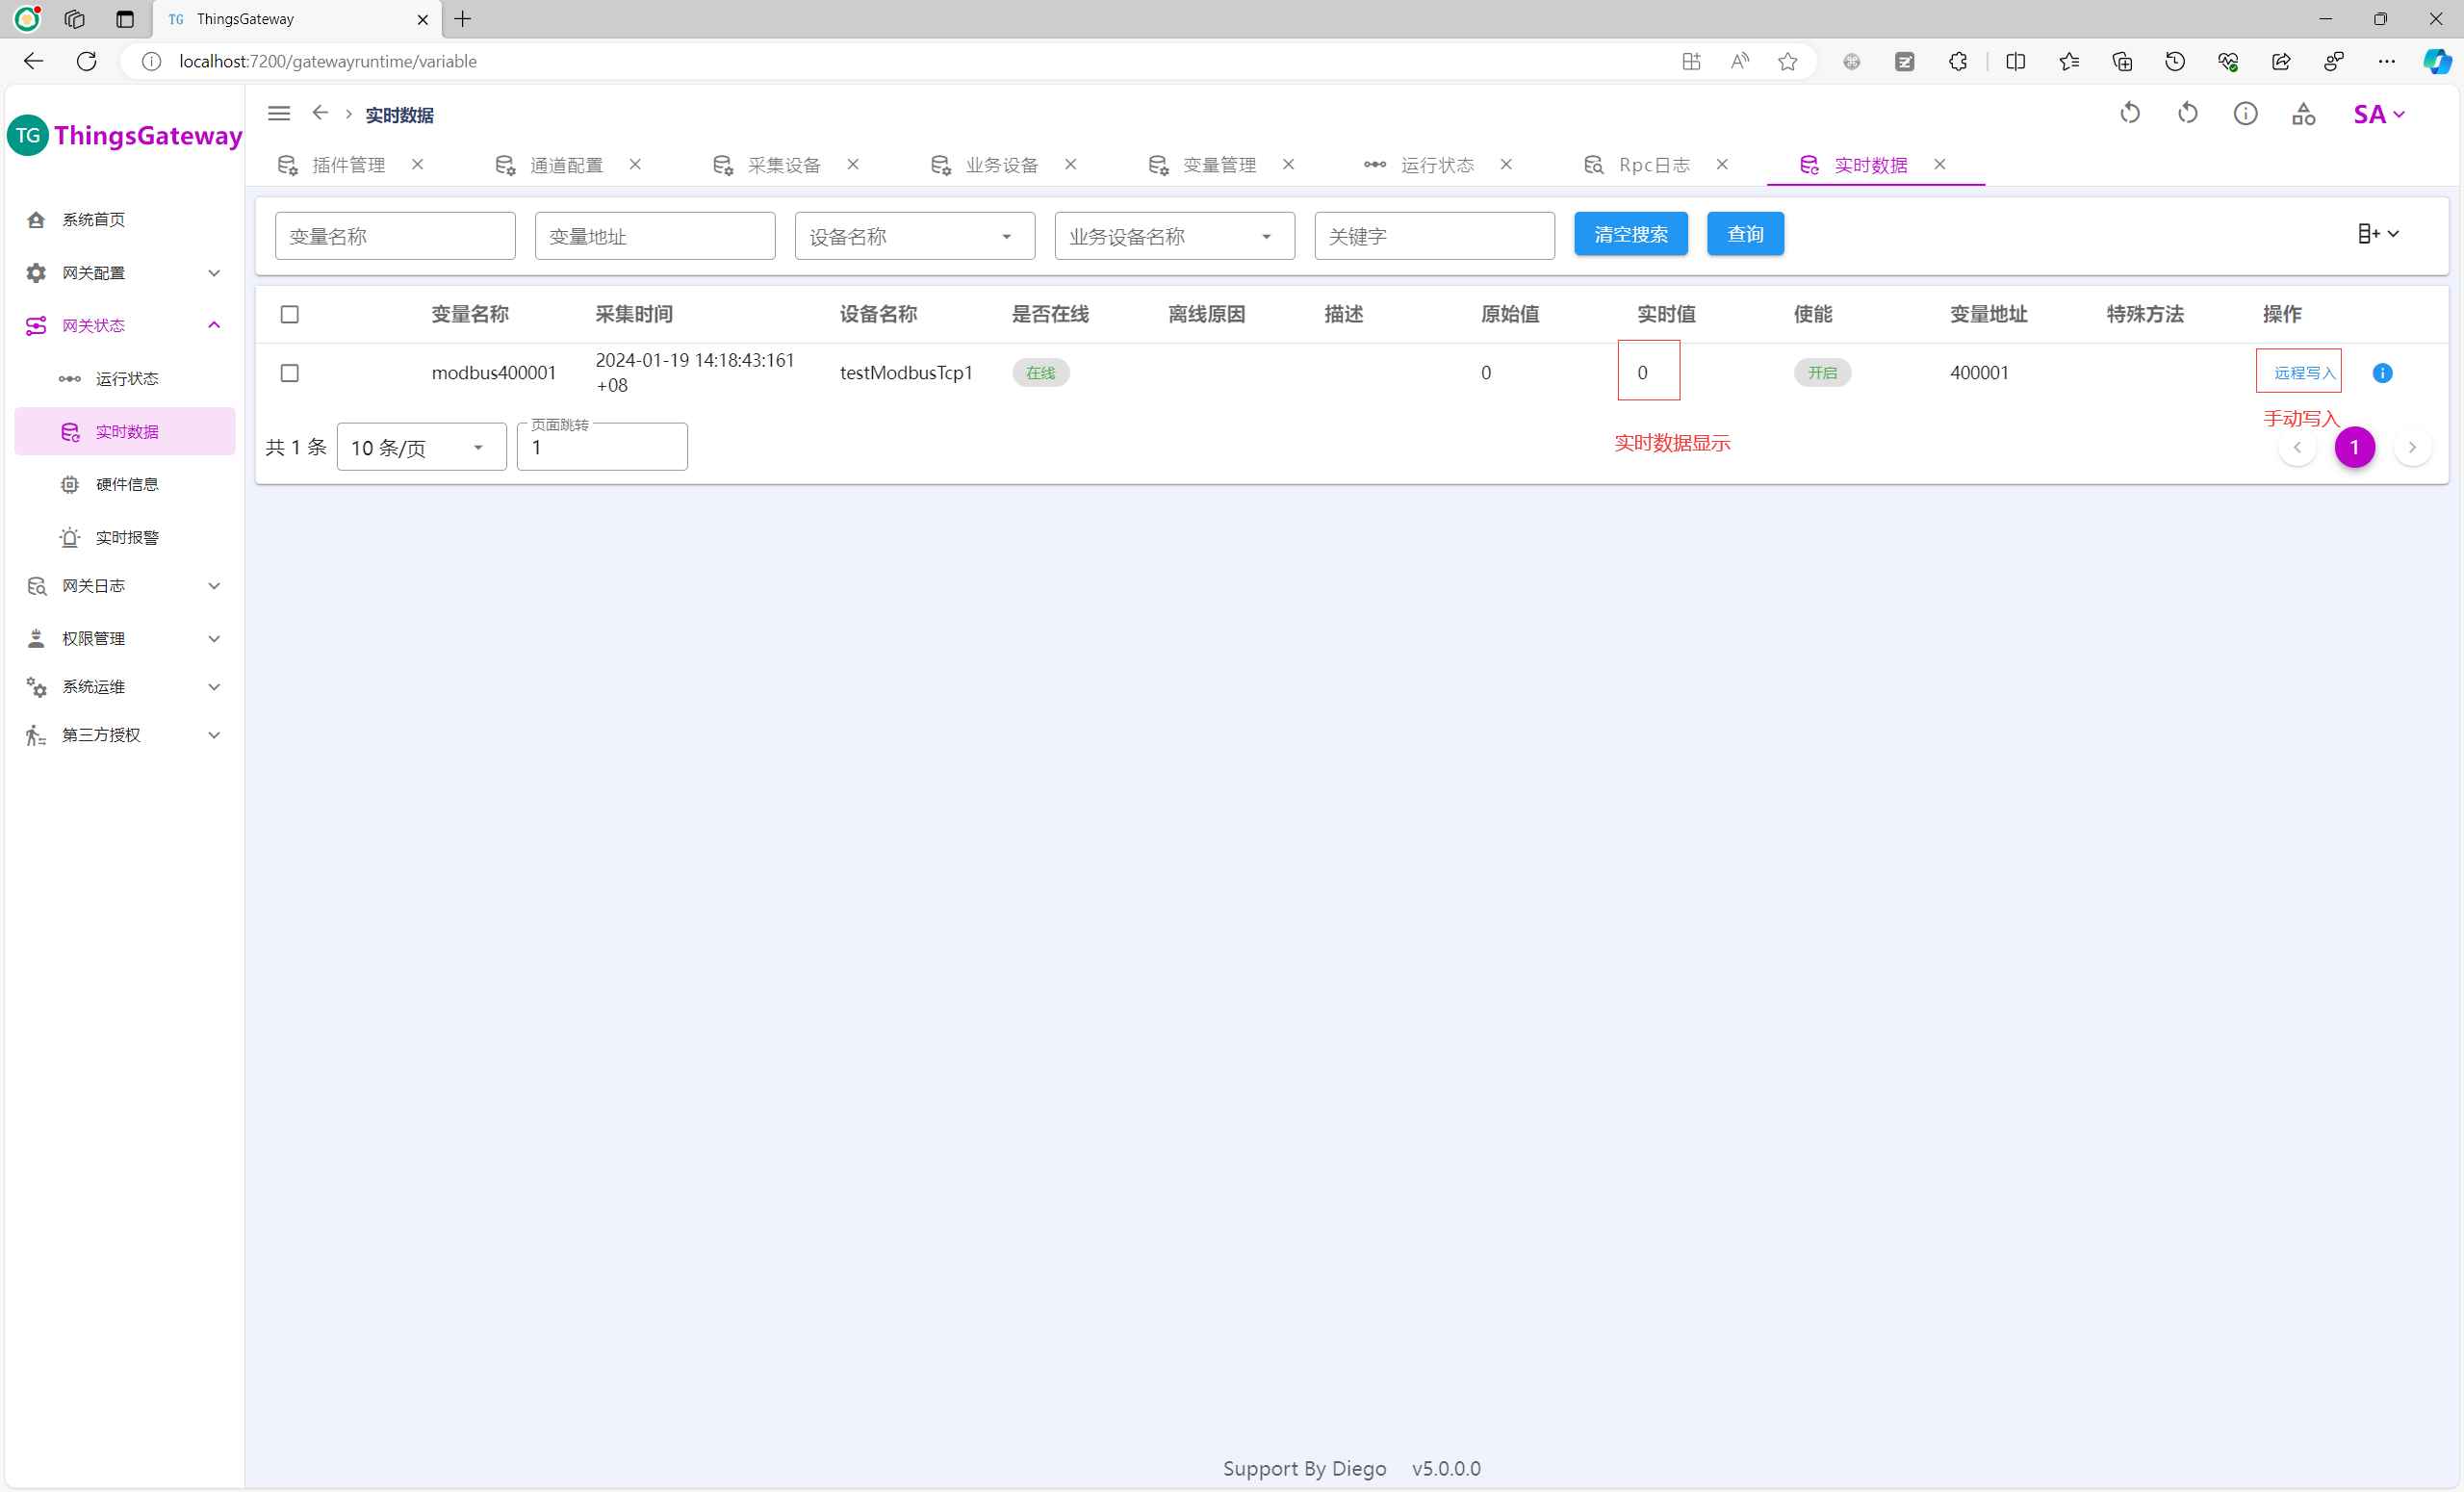 TG ThingsGateway
localhost:7200/gatewayruntime/variable
TG ThingsGateway
实时数据
SA
插件管理
通道配置
采集设备
业务设备
变量管理
运行状态
Rpc日志
实时数据
系统首页
网关配置
网关状态
运行状态
实时数据
硬件信息
实时报警
网关日志
权限管理
系统运维
第三方授权
变量名称
变量地址
设备名称
业务设备名称
关键字
清空搜索
查询
变量名称 采集时间 设备名称 是否在线 离线原因 描述 原始值 实时值 使能 变量地址 特殊方法 操作
modbus400001 2024-01-19 14:18:43:161 +08 testModbusTcp1 在线 0 0 开启 400001 远程写入
手动写入
实时数据显示
共 1 条
10 条/页
页面跳转
1
1
Support By Diego v5.0.0.0